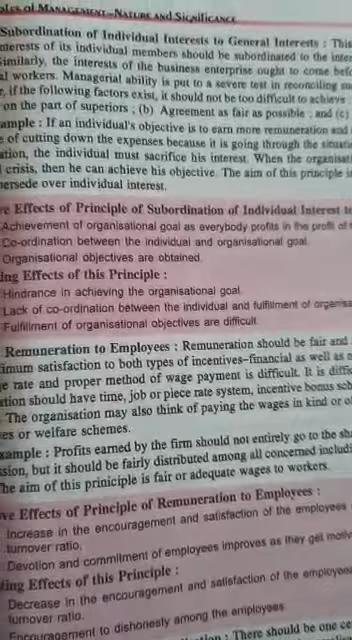 ples of MANAGEMENT–NATURE AND SIGNIFICANCE
Subordination of Individual Interests to General Interests : This
nterests of its individual members should be subordinated to the inter
Similarly, the interests of the business enterprise ought to come befo
al workers. Managerial ability is put to a severe test in reconciling
r, if the following factors exist, it should not be too difficult to achieve
on the part of superiors ; (b) Agreement as fair as possible ; and (c)
ample : If an individual's objective is to earn more remuneration and
e of cutting down the expenses because it is going through the situati
ation, the individual must sacrifice his interest. When the organisati
l crisis, then he can achieve his objective. The aim of this principle is
persede over individual interest.
ve Effects of Principle of Subordination of Individual Interest to
Achievement of organisational goal as everybody profits in the profit of
Co-ordination between the individual and organisational goal.
Organisational objectives are obtained.
ing Effects of this Principle :
Hindrance in achieving the organisational goal.
Lack of co-ordination between the individual and fulfillment of organisa
Fulfillment of organisational objectives are difficult.
Remuneration to Employees : Remuneration should be fair and
imum satisfaction to both types of incentives–financial as well as
ge rate and proper method of wage payment is difficult. It is diffic
ation should have time, job or piece rate system, incentive bonus sch
The organisation may also think of paying the wages in kind or of
es or welfare schemes.
xample : Profits earned by the firm should not entirely go to the sha
ssion, but it should be fairly distributed among all concerned includi
The aim of this priniciple is fair or adequate wages to workers.
ve Effects of Principle of Remuneration to Employees :
Increase in the encouragement and satisfaction of the employees
turnover ratio.
Devotion and commitment of employees improves as they get motiv
ting Effects of this Principle :
Decrease in the encouragement and satisfaction of the employees
turnover ratio.
Encouragement to dishonesty among the employees
: There should be one ce